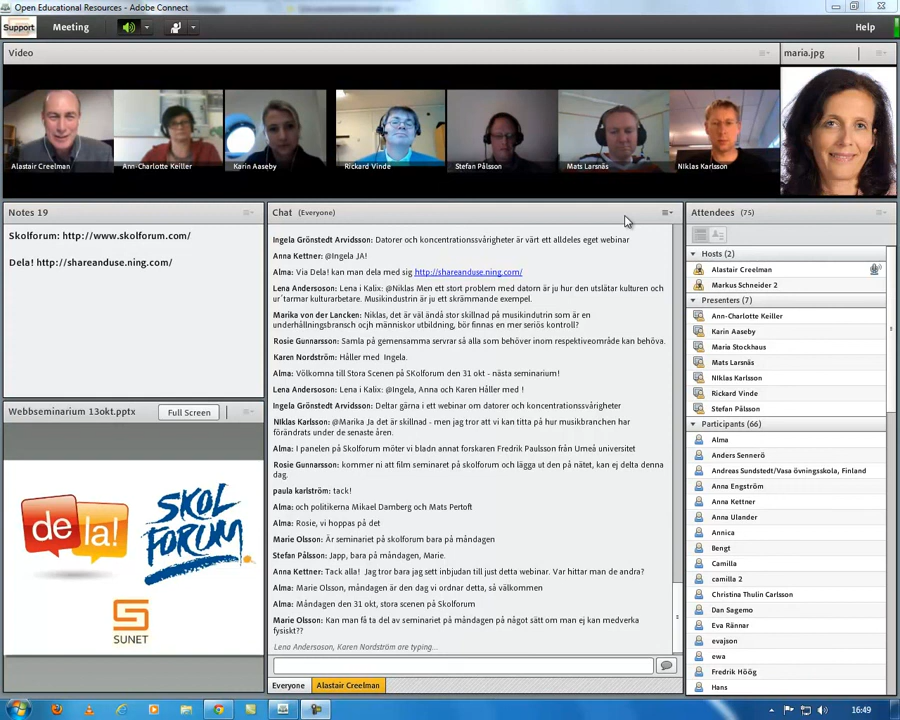 Open Educational Resources - Adobe Connect
Support Meeting Help
Video
maria.jpg
Alastair Creelman
Ann-Charlotte Keiller
Karin Aaseby
Rickard Vinde
Stefan Pålsson
Mats Larsnäs
NIklas Karlsson
Notes 19
Skolforum: http://www.skolforum.com/
Dela! http://shareanduse.ning.com/
Webbseminarium 13okt.pptx Full Screen
de la!
SKOL
FORUM
SUNET
Chat (Everyone)
Ingela Grönstedt Arvidsson: Datorer och koncentrationssvårigheter är värt ett alldeles eget webinar
Anna Kettner: @Ingela JA!
Alma: Via Dela! kan man dela med sig http://shareanduse.ning.com/
Lena Andersoson: Lena i Kalix: @Niklas Men ett stort problem med datorn är ju hur den utslätar kulturen och
ur´tarmar kulturarbetare. Musikindustrin är ju ett skrämmande exempel.
Marika von der Lancken: Niklas, det är väl ändå stor skillnad på musikindutrin som är en
underhållningsbransch ocjh människor utbildning, bör finnas en mer seriös kontroll?
Rosie Gunnarsson: Samla på gemensamma servrar så alla som behöver inom respektiveområde kan behöva.
Karen Nordström: Håller med Ingela.
Alma: Völkomna till Stora Scenen på SKolforum den 31 okt - nästa seminarium!
Lena Andersoson: Lena i Kalix: @Ingela, Anna och Karen Håller med !
Ingela Grönstedt Arvidsson: Deltar gärna i ett webinar om datorer och koncentrationssvårigheter
NIklas Karlsson: @Marika Ja det är skillnad - men jag tror att vi kan titta på hur musikbranchen har
förändrats under de senaste åren.
Alma: I panelen på Skolforum möter vi bladn annat forskaren Fredrik Paulsson från Umeå universitet
Rosie Gunnarsson: kommer ni att film seminaret på skolforum och lägga ut den på nätet, kan ej delta denna
dag.
paula karlström: tack!
Alma: och politikerna Mikael Damberg och Mats Pertoft
Alma: Rosie, vi hoppas på det
Marie Olsson: Är seminariet på skolforum bara på måndagen
Stefan Pålsson: Japp, bara på måndagen, Marie.
Anna Kettner: Tack alla! Jag tror bara jag sett inbjudan till just detta webinar. Var hittar man de andra?
Alma: Marie Olsson, måndagen är den dag vi ordnar detta, så välkommen
Alma: Måndagen den 31 okt, stora scenen på Skolforum
Marie Olsson: Kan man få ta del av seminariet på måndagen på något sätt om man ej kan medverka
fysiskt??
Lena Andersoson, Karen Nordström are typing...
Everyone Alastair Creelman
Attendees (75)
Hosts (2)
Alastair Creelman
Markus Schneider 2
Presenters (7)
Ann-Charlotte Keiller
Karin Aaseby
Maria Stockhaus
Mats Larsnäs
NIklas Karlsson
Rickard Vinde
Stefan Pålsson
Participants (66)
Alma
Anders Sennerö
Andreas Sundstedt/Vasa övningsskola, Finland
Anna Engström
Anna Kettner
Anna Ulander
Annica
Bengt
Camilla
camilla 2
Christina Thulin Carlsson
Dan Sagemo
Eva Rännar
evajson
ewa
Fredrik Höög
Hans
16:49